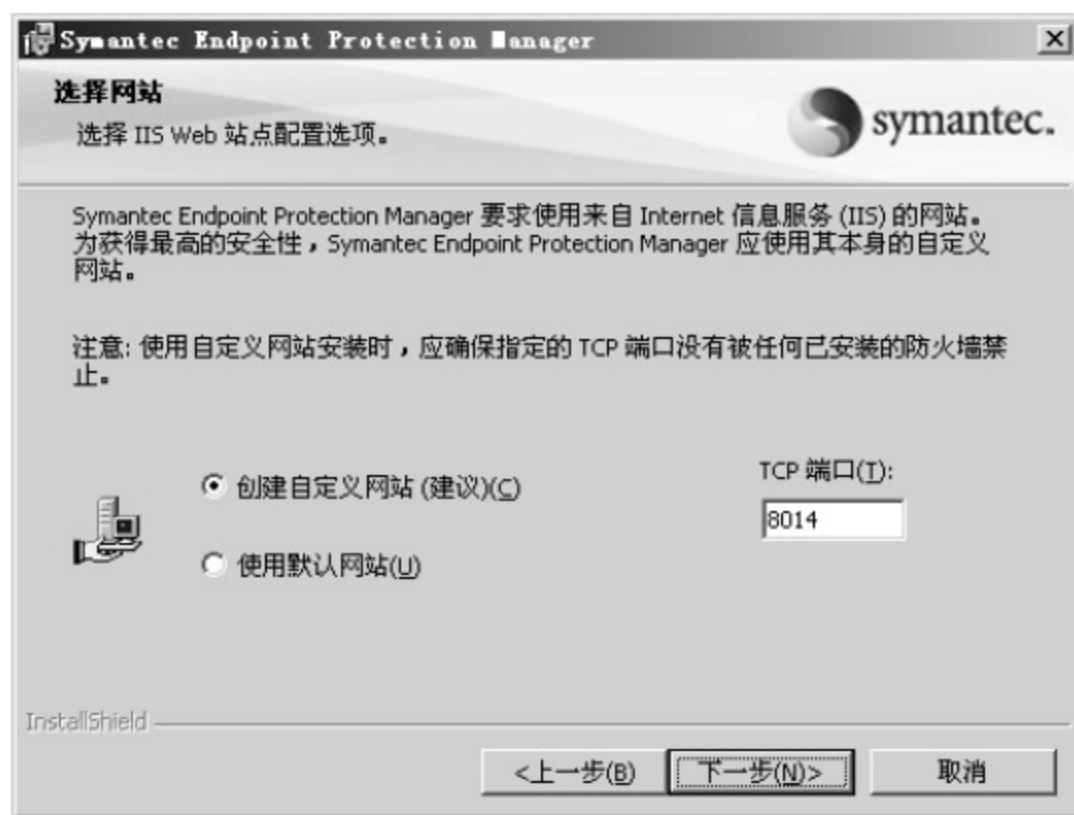 Symantec Endpoint Protection Manager
选择网站
选择 IIS Web 站点配置选项。
symantec.
Symantec Endpoint Protection Manager 要求使用来自 Internet 信息服务 (IIS) 的网站。
为获得最高的安全性，Symantec Endpoint Protection Manager 应使用其本身的自定义
网站。
注意: 使用自定义网站安装时，应确保指定的 TCP 端口没有被任何已安装的防火墙禁
止。
创建自定义网站 (建议)(C)
TCP 端口(T):
8014
使用默认网站(U)
InstallShield
<上一步(B)
下一步(N)>
取消